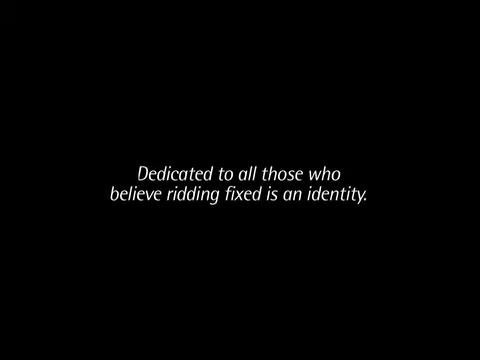 Dedicated to all those who
believe ridding fixed is an identity.